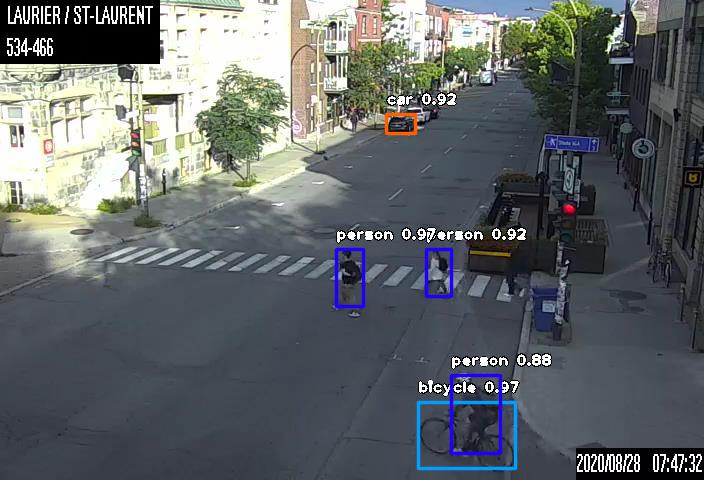 LAURIER / ST-LAURENT
534-466
car 0.92
person 0.97
person 0.92
person 0.88
bicycle 0.97
2020/08/28 07:47:32